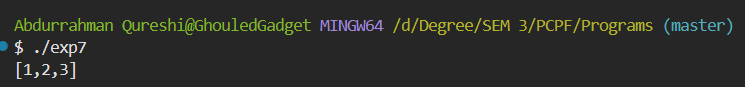 Abdurrahman Qureshi@GhouledGadget MINGW64 /d/Degree/SEM 3/PCPF/Programs (master)
$ ./exp7
[1,2,3]